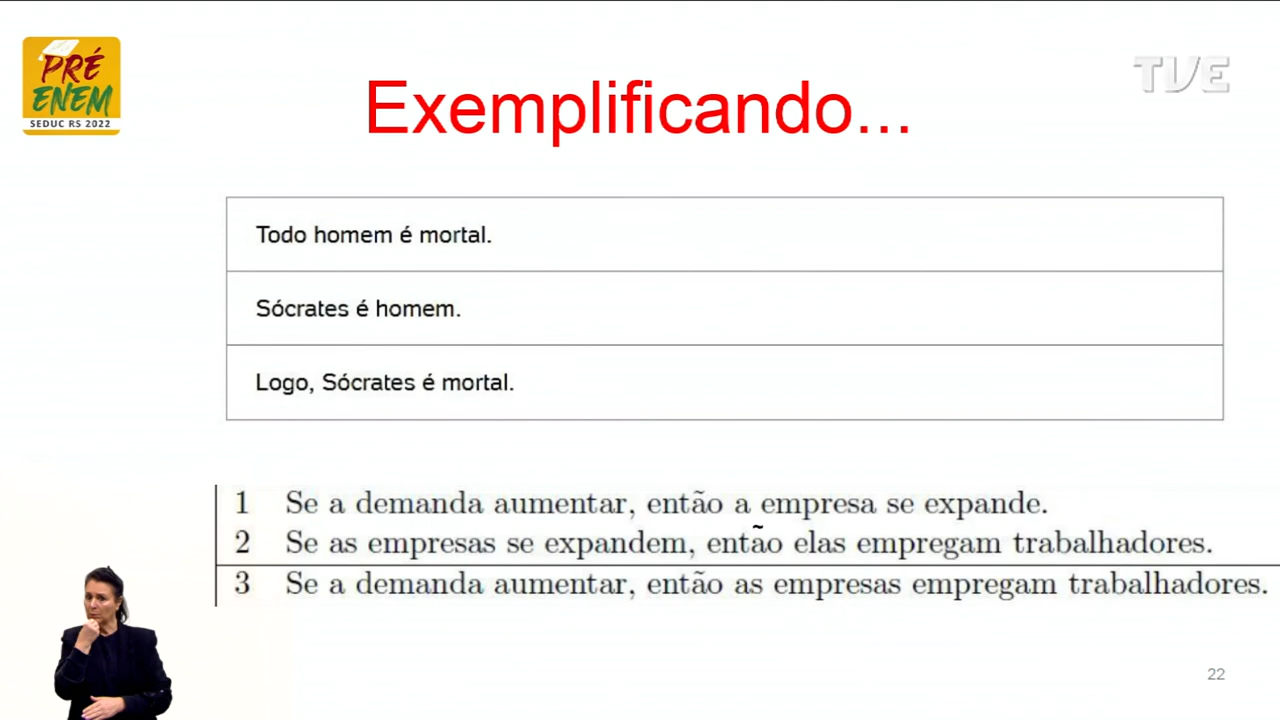 PRÉ
ENEM
SEDUC RS 2022
TVE
Exemplificando...
Todo homem é mortal.
Sócrates é homem.
Logo, Sócrates é mortal.
1 Se a demanda aumentar, então a empresa se expande.
2 Se as empresas se expandem, então elas empregam trabalhadores.
3 Se a demanda aumentar, então as empresas empregam trabalhadores.
22